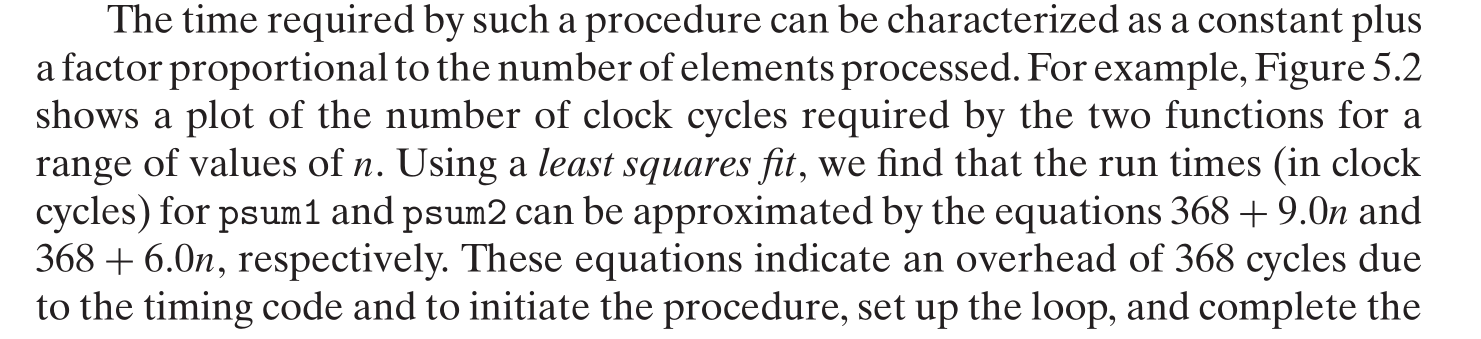 The time required by such a procedure can be characterized as a constant plus
a factor proportional to the number of elements processed. For example, Figure 5.2
shows a plot of the number of clock cycles required by the two functions for a
range of values of n. Using a least squares fit, we find that the run times (in clock
cycles) for psum1 and psum2 can be approximated by the equations 368 + 9.0n and
368 + 6.0n, respectively. These equations indicate an overhead of 368 cycles due
to the timing code and to initiate the procedure, set up the loop, and complete the